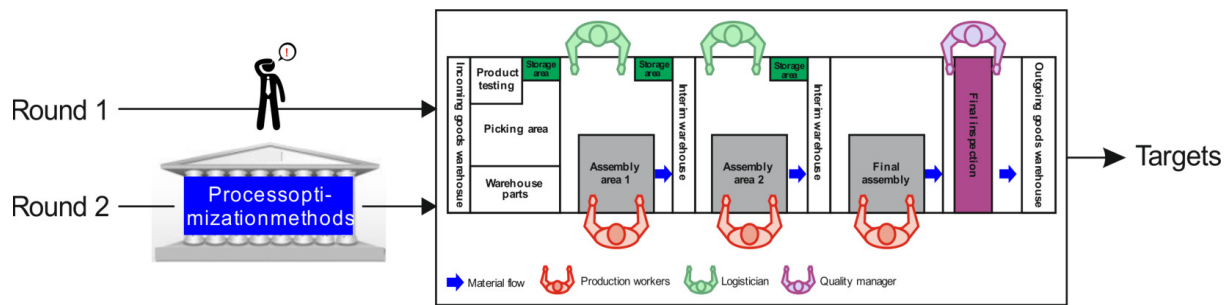 Round 1
!
Round 2
Processopti-
mizationmethods
Incoming goods warehosue
Product
testing
Storage
area
Picking area
Warehouse
parts
Assembly
area 1
Storage
area
Interim warehouse
Assembly
area 2
Storage
area
Interim warehouse
Final
assembly
Final inspection
Outgoing goods warehouse
Targets
Material flow
Production workers
Logistician
Quality manager